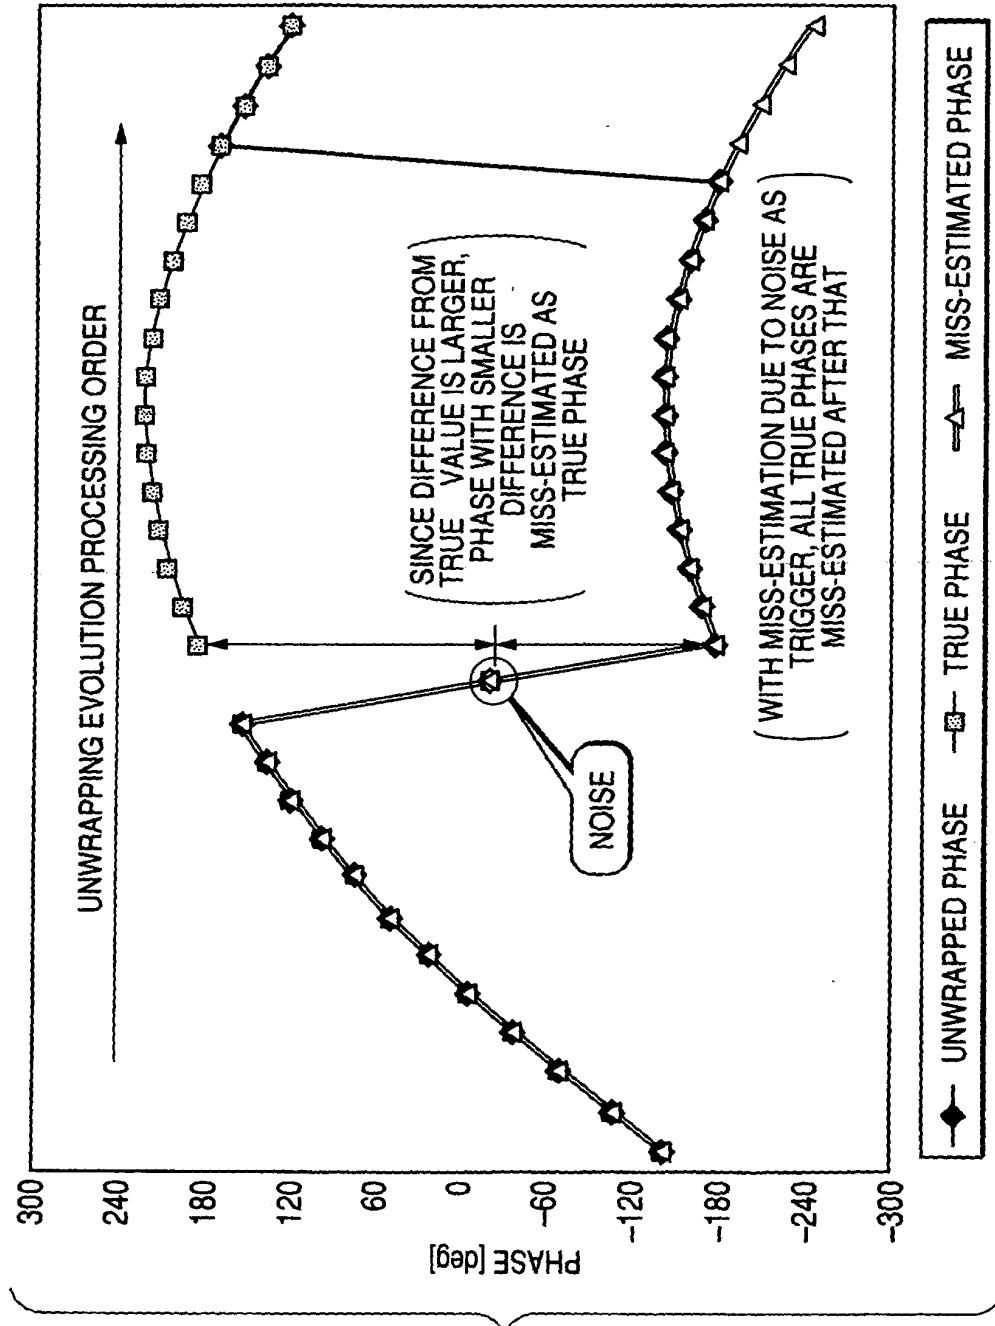 UNWRAPPING EVOLUTION PROCESSING ORDER
300
240
180
120
60
0
-60
-120
-180
-240
-300
PHASE [deg]
SINCE DIFFERENCE FROM
TRUE VALUE IS LARGER,
PHASE WITH SMALLER
DIFFERENCE IS
MISS-ESTIMATED AS
TRUE PHASE
NOISE
WITH MISS-ESTIMATION DUE TO NOISE AS
TRIGGER, ALL TRUE PHASES ARE
MISS-ESTIMATED AFTER THAT
UNWRAPPED PHASE
TRUE PHASE
MISS-ESTIMATED PHASE